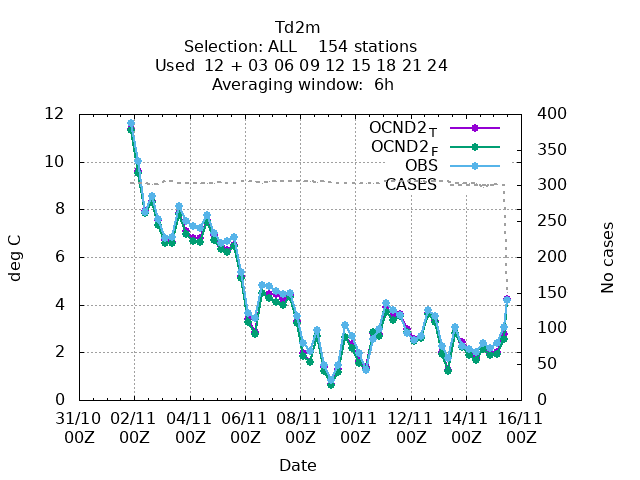 Td2m
Selection: ALL    154 stations
Used  12 + 03 06 09 12 15 18 21 24
Averaging window:  6h
OCND2_T
OCND2_F
OBS
CASES
deg C
0
2
4
6
8
10
12
No cases
0
50
100
150
200
250
300
350
400
31/10 02/11 04/11 06/11 08/11 10/11 12/11 14/11 16/11
00Z 00Z 00Z 00Z 00Z 00Z 00Z 00Z 00Z
Date